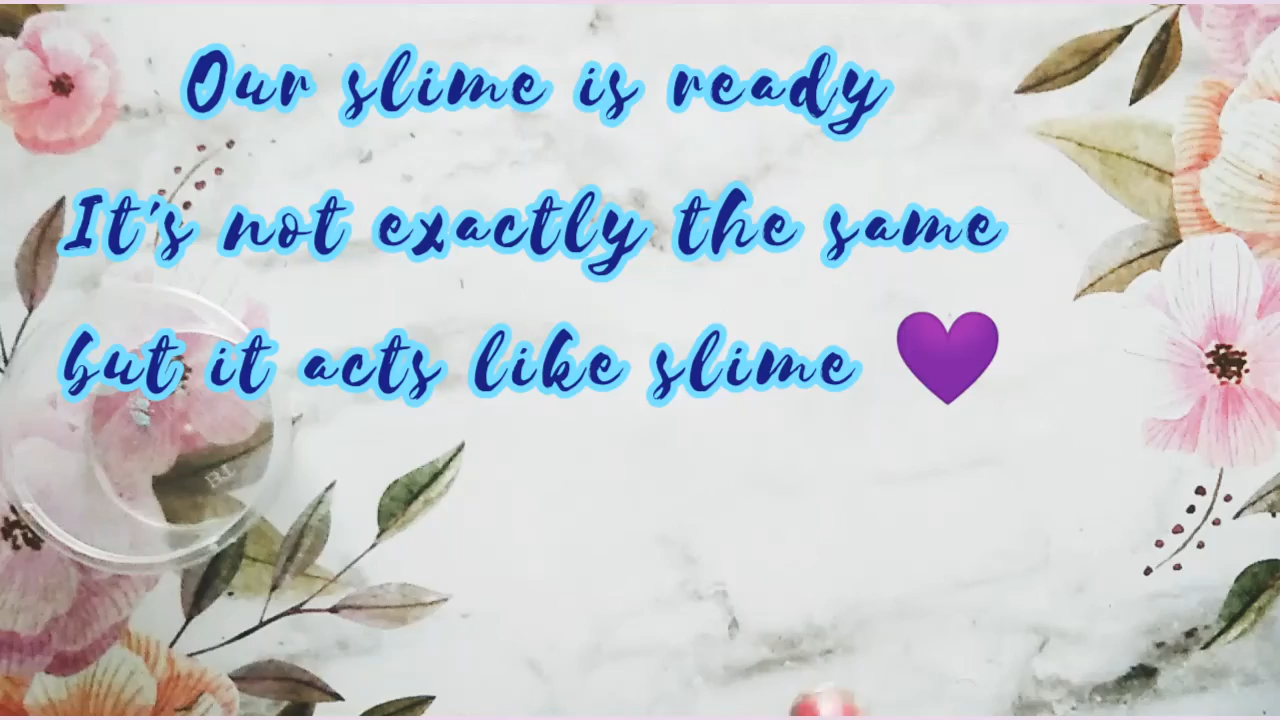 Our slime is ready
It's not exactly the same
but it acts like slime 💜